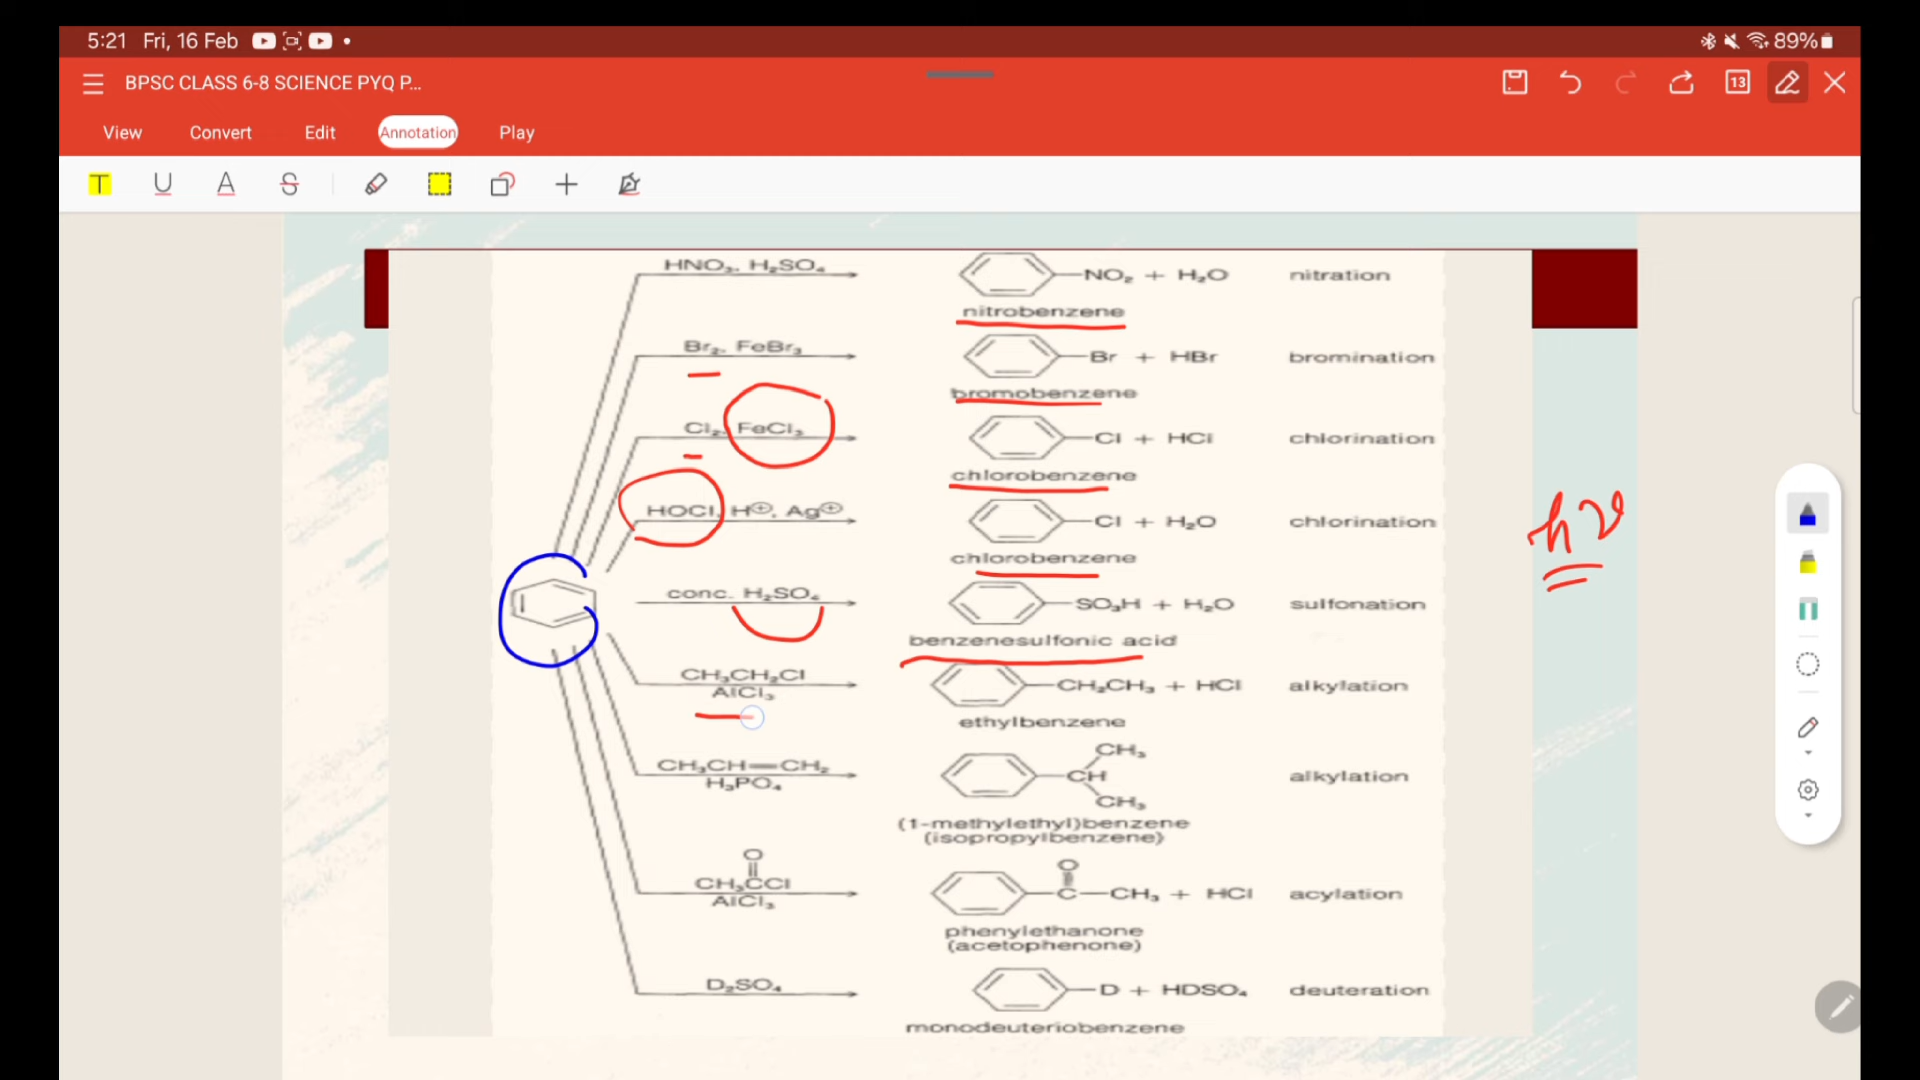 5:21 Fri, 16 Feb
89%
BPSC CLASS 6-8 SCIENCE PYQ P...
13
View Convert Edit Annotation Play
T U A S
HNO₃, H₂SO₄ NO₂ + H₂O nitration
nitrobenzene
Br₂, FeBr₃ Br + HBr bromination
bromobenzene
Cl₂, FeCl₃ Cl + HCl chlorination
chlorobenzene
HOCl, H⊕, Ag⊕ Cl + H₂O chlorination
chlorobenzene
hν
conc. H₂SO₄ SO₃H + H₂O sulfonation
benzenesulfonic acid
CH₃CH₂Cl
AlCl₃ CH₂CH₃ + HCl alkylation
ethylbenzene
CH₃CH=CH₂
H₃PO₄
CH₃
CH alkylation
CH₃
(1-methylethyl)benzene
(isopropylbenzene)
O
CH₃CCl
AlCl₃
O
C—CH₃ + HCl acylation
phenylethanone
(acetophenone)
D₂SO₄ D + HDSO₄ deuteration
monodeuteriobenzene